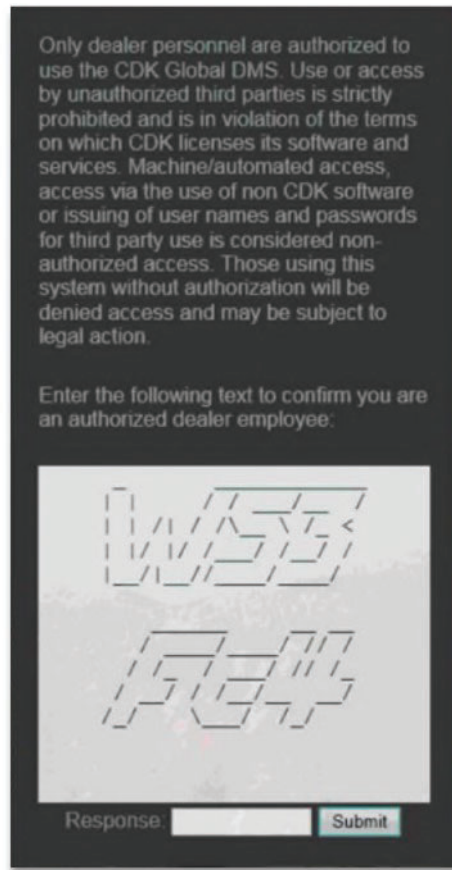 Only dealer personnel are authorized to
use the CDK Global DMS. Use or access
by unauthorized third parties is strictly
prohibited and is in violation of the terms
on which CDK licenses its software and
services. Machine/automated access,
access via the use of non CDK software
or issuing of user names and passwords
for third party use is considered non-
authorized access. Those using this
system without authorization will be
denied access and may be subject to
legal action.
Enter the following text to confirm you are
an authorized dealer employee:
Response: Submit